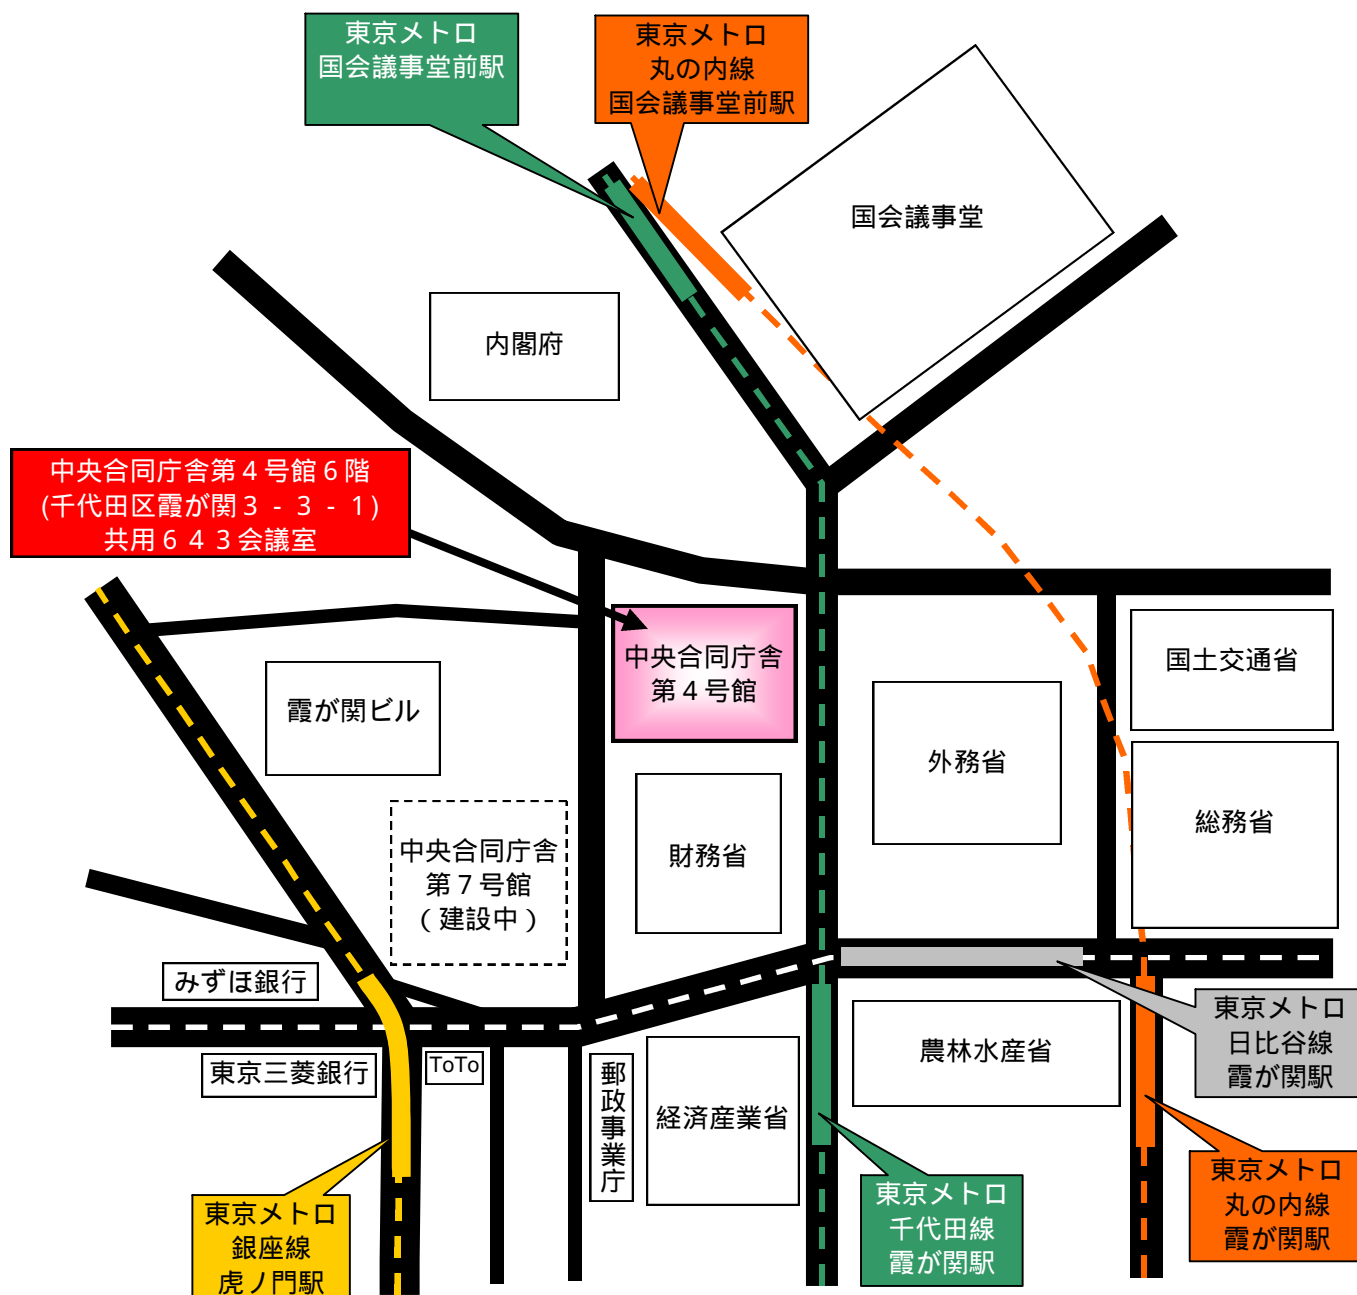 東京メトロ
国会議事堂前駅
東京メトロ
丸の内線
国会議事堂前駅
国会議事堂
内閣府
中央合同庁舎第４号館６階
(千代田区霞が関３－３－１)
共用６４３会議室
中央合同庁舎
第４号館
国土交通省
霞が関ビル
外務省
総務省
中央合同庁舎
第７号館
（建設中）
財務省
みずほ銀行
東京メトロ
日比谷線
霞が関駅
農林水産省
東京三菱銀行
ToTo
郵政事業庁
経済産業省
東京メトロ
丸の内線
霞が関駅
東京メトロ
千代田線
霞が関駅
東京メトロ
銀座線
虎ノ門駅